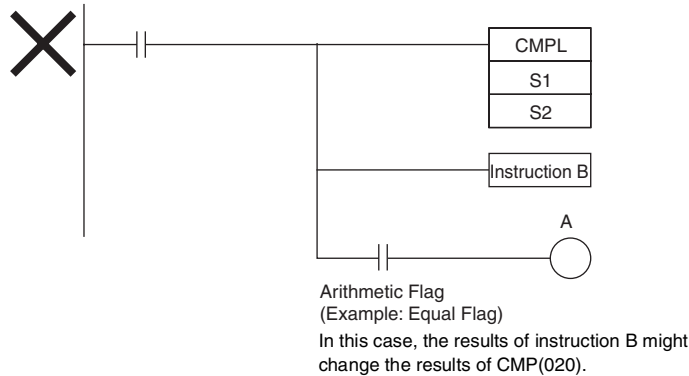 CMPL
S1
S2
Instruction B
A
Arithmetic Flag
(Example: Equal Flag)
In this case, the results of instruction B might
change the results of CMP(020).